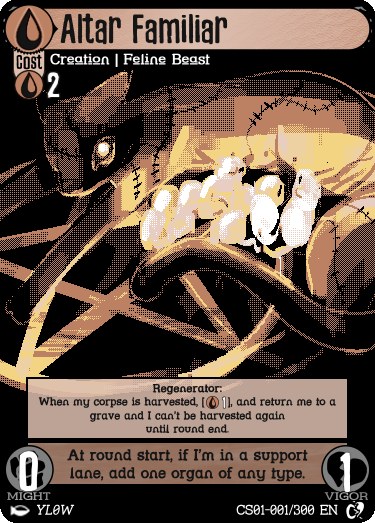 Altar Familiar
Cost
Creation | Feline Beast
2
Regenerator:
When my corpse is harvested, [1], and return me to a
grave and I can't be harvested again
until round end.
At round start, if I'm in a support
lane, add one organ of any type.
0
MIGHT
1
VIGOR
YL0W
CS01-001/300 EN